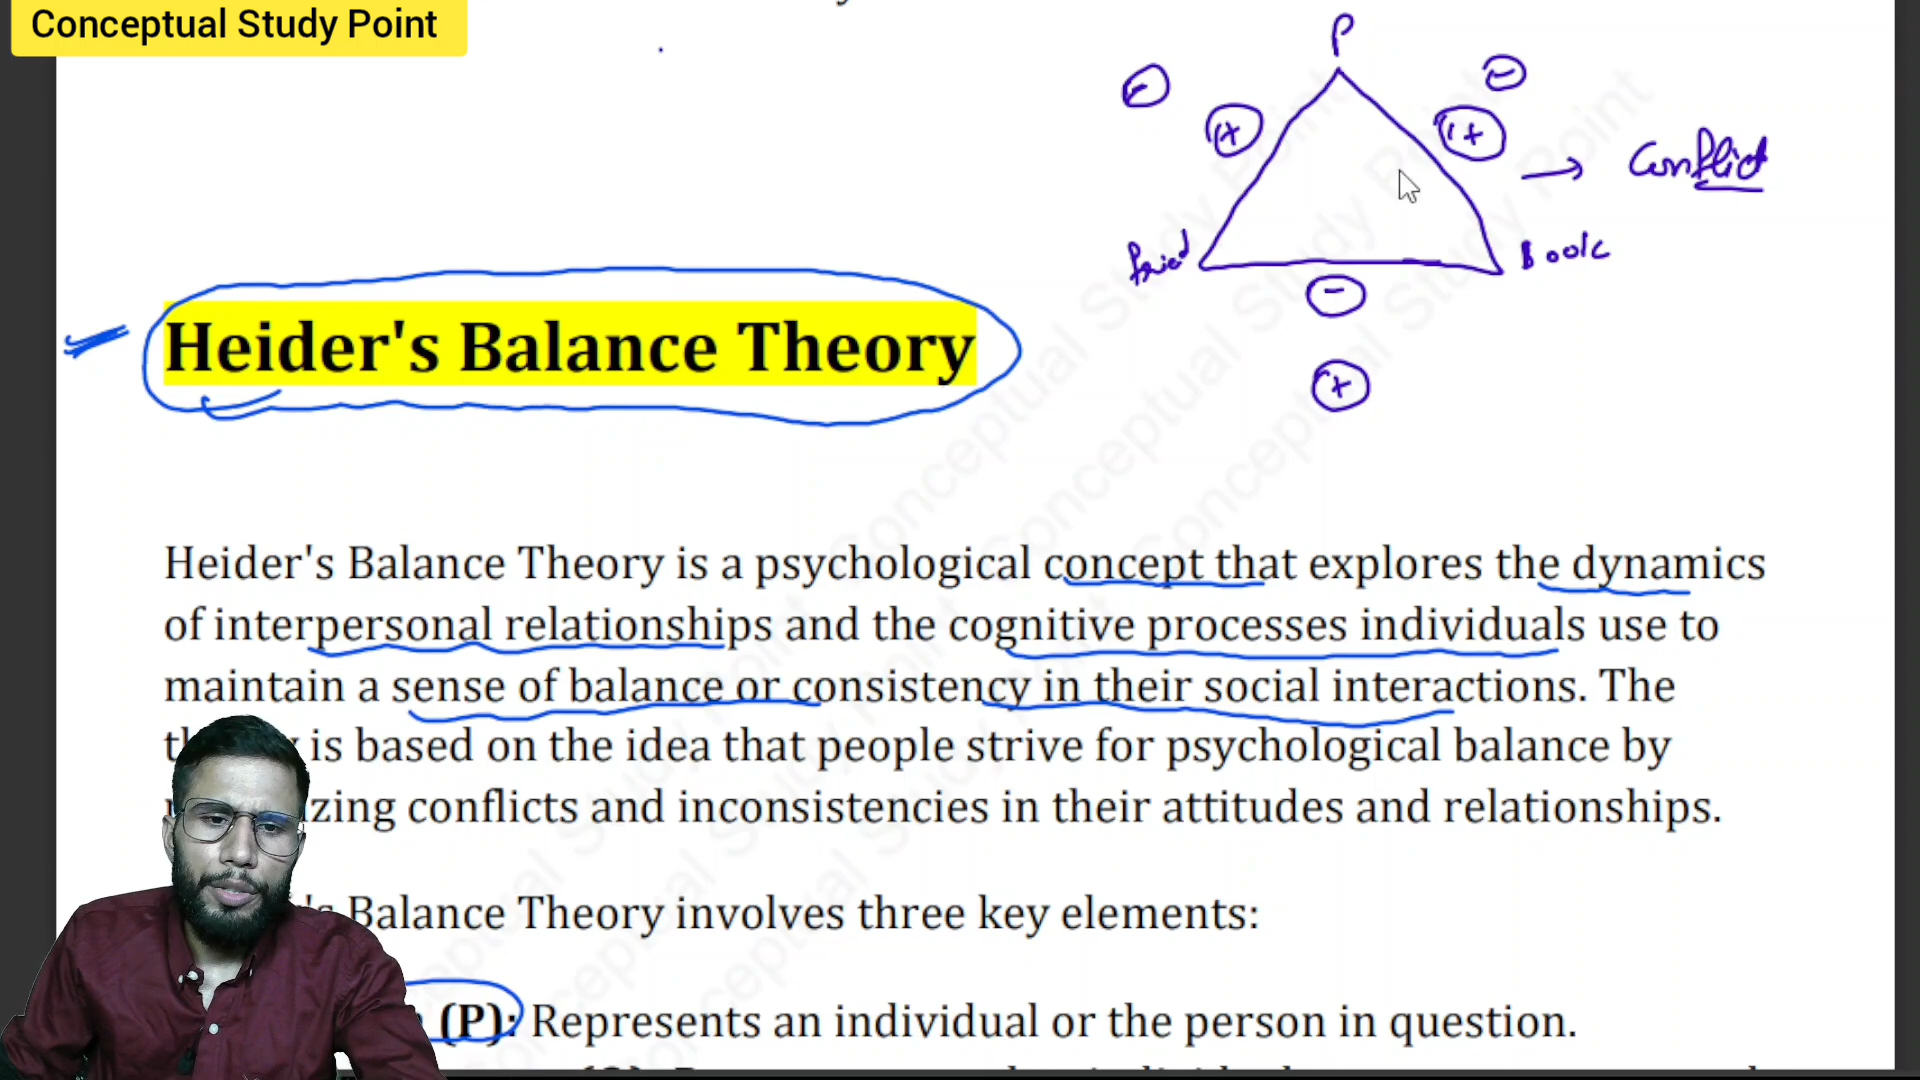 Conceptual Study Point
P
-
-
+
+
→ Conflict
Book
-
+
Heider's Balance Theory
Heider's Balance Theory is a psychological concept that explores the dynamics
of interpersonal relationships and the cognitive processes individuals use to
maintain a sense of balance or consistency in their social interactions. The
is based on the idea that people strive for psychological balance by
conflicts and inconsistencies in their attitudes and relationships.
Balance Theory involves three key elements:
(P): Represents an individual or the person in question.